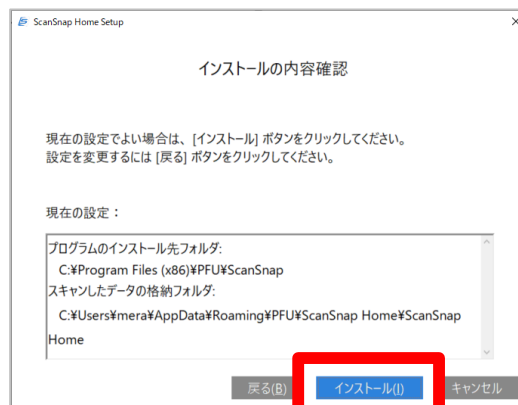 ScanSnap Home Setup
インストールの内容確認
現在の設定でよい場合は、[インストール] ボタンをクリックしてください。
設定を変更するには [戻る] ボタンをクリックしてください。
現在の設定：
プログラムのインストール先フォルダ:
C:¥Program Files (x86)¥PFU¥ScanSnap
スキャンしたデータの格納フォルダ:
C:¥Users¥mera¥AppData¥Roaming¥PFU¥ScanSnap Home¥ScanSnap
Home
戻る(B) インストール(I) キャンセル